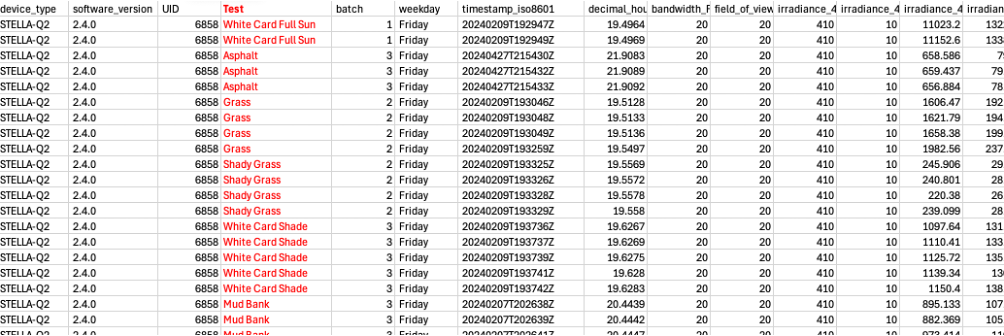 device_type software_version UID Test batch weekday timestamp_iso8601 decimal_hou bandwidth_F field_of_view irradiance_4 irradiance_4 irradiance_4 irradian
STELLA-Q2 2.4.0 6858 White Card Full Sun 1 Friday 20240209T192947Z 19.4964 20 20 410 10 11023.2 132
STELLA-Q2 2.4.0 6858 White Card Full Sun 1 Friday 20240209T192949Z 19.4969 20 20 410 10 11152.6 133
STELLA-Q2 2.4.0 6858 Asphalt 3 Friday 20240427T215430Z 21.9083 20 20 410 10 658.586 7
STELLA-Q2 2.4.0 6858 Asphalt 3 Friday 20240427T215432Z 21.9089 20 20 410 10 659.437 79
STELLA-Q2 2.4.0 6858 Asphalt 3 Friday 20240427T215433Z 21.9092 20 20 410 10 656.884 78
STELLA-Q2 2.4.0 6858 Grass 2 Friday 20240209T193046Z 19.5128 20 20 410 10 1606.47 192
STELLA-Q2 2.4.0 6858 Grass 2 Friday 20240209T193048Z 19.5133 20 20 410 10 1621.79 194
STELLA-Q2 2.4.0 6858 Grass 2 Friday 20240209T193049Z 19.5136 20 20 410 10 1658.38 199
STELLA-Q2 2.4.0 6858 Grass 2 Friday 20240209T193259Z 19.5497 20 20 410 10 1982.56 237
STELLA-Q2 2.4.0 6858 Shady Grass 2 Friday 20240209T193325Z 19.5569 20 20 410 10 245.906 29
STELLA-Q2 2.4.0 6858 Shady Grass 2 Friday 20240209T193326Z 19.5572 20 20 410 10 240.801 28
STELLA-Q2 2.4.0 6858 Shady Grass 2 Friday 20240209T193328Z 19.5578 20 20 410 10 220.38 26
STELLA-Q2 2.4.0 6858 Shady Grass 2 Friday 20240209T193329Z 19.558 20 20 410 10 239.099 28
STELLA-Q2 2.4.0 6858 White Card Shade 3 Friday 20240209T193736Z 19.6267 20 20 410 10 1097.64 131
STELLA-Q2 2.4.0 6858 White Card Shade 3 Friday 20240209T193737Z 19.6269 20 20 410 10 1110.41 133
STELLA-Q2 2.4.0 6858 White Card Shade 3 Friday 20240209T193739Z 19.6275 20 20 410 10 1125.72 135
STELLA-Q2 2.4.0 6858 White Card Shade 3 Friday 20240209T193741Z 19.628 20 20 410 10 1139.34 13
STELLA-Q2 2.4.0 6858 White Card Shade 3 Friday 20240209T193742Z 19.6283 20 20 410 10 1150.4 138
STELLA-Q2 2.4.0 6858 Mud Bank 3 Friday 20240207T202638Z 20.4439 20 20 410 10 895.133 107
STELLA-Q2 2.4.0 6858 Mud Bank 3 Friday 20240207T202639Z 20.4442 20 20 410 10 882.369 105
STELLA-Q2 2.4.0 6858 Mud Bank 3 Friday 20240207T202641Z 20.4447 20 20 410 10